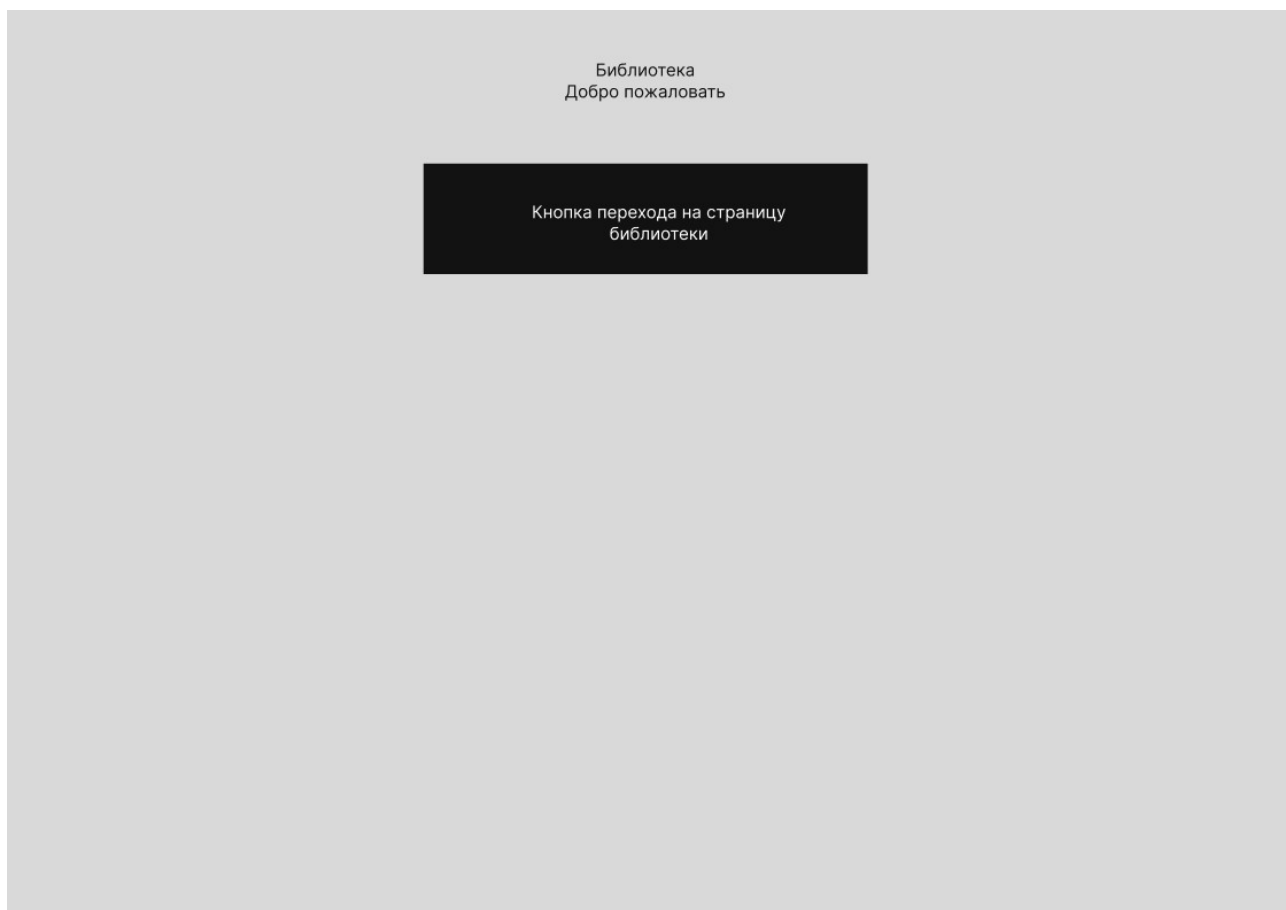 Библиотека
Добро пожаловать
Кнопка перехода на страницу
библиотеки